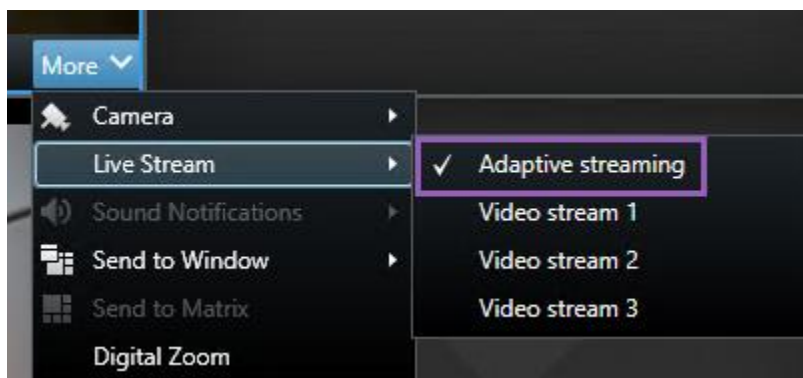 More
Camera
Live Stream
Sound Notifications
Send to Window
Send to Matrix
Digital Zoom
Adaptive streaming
Video stream 1
Video stream 2
Video stream 3